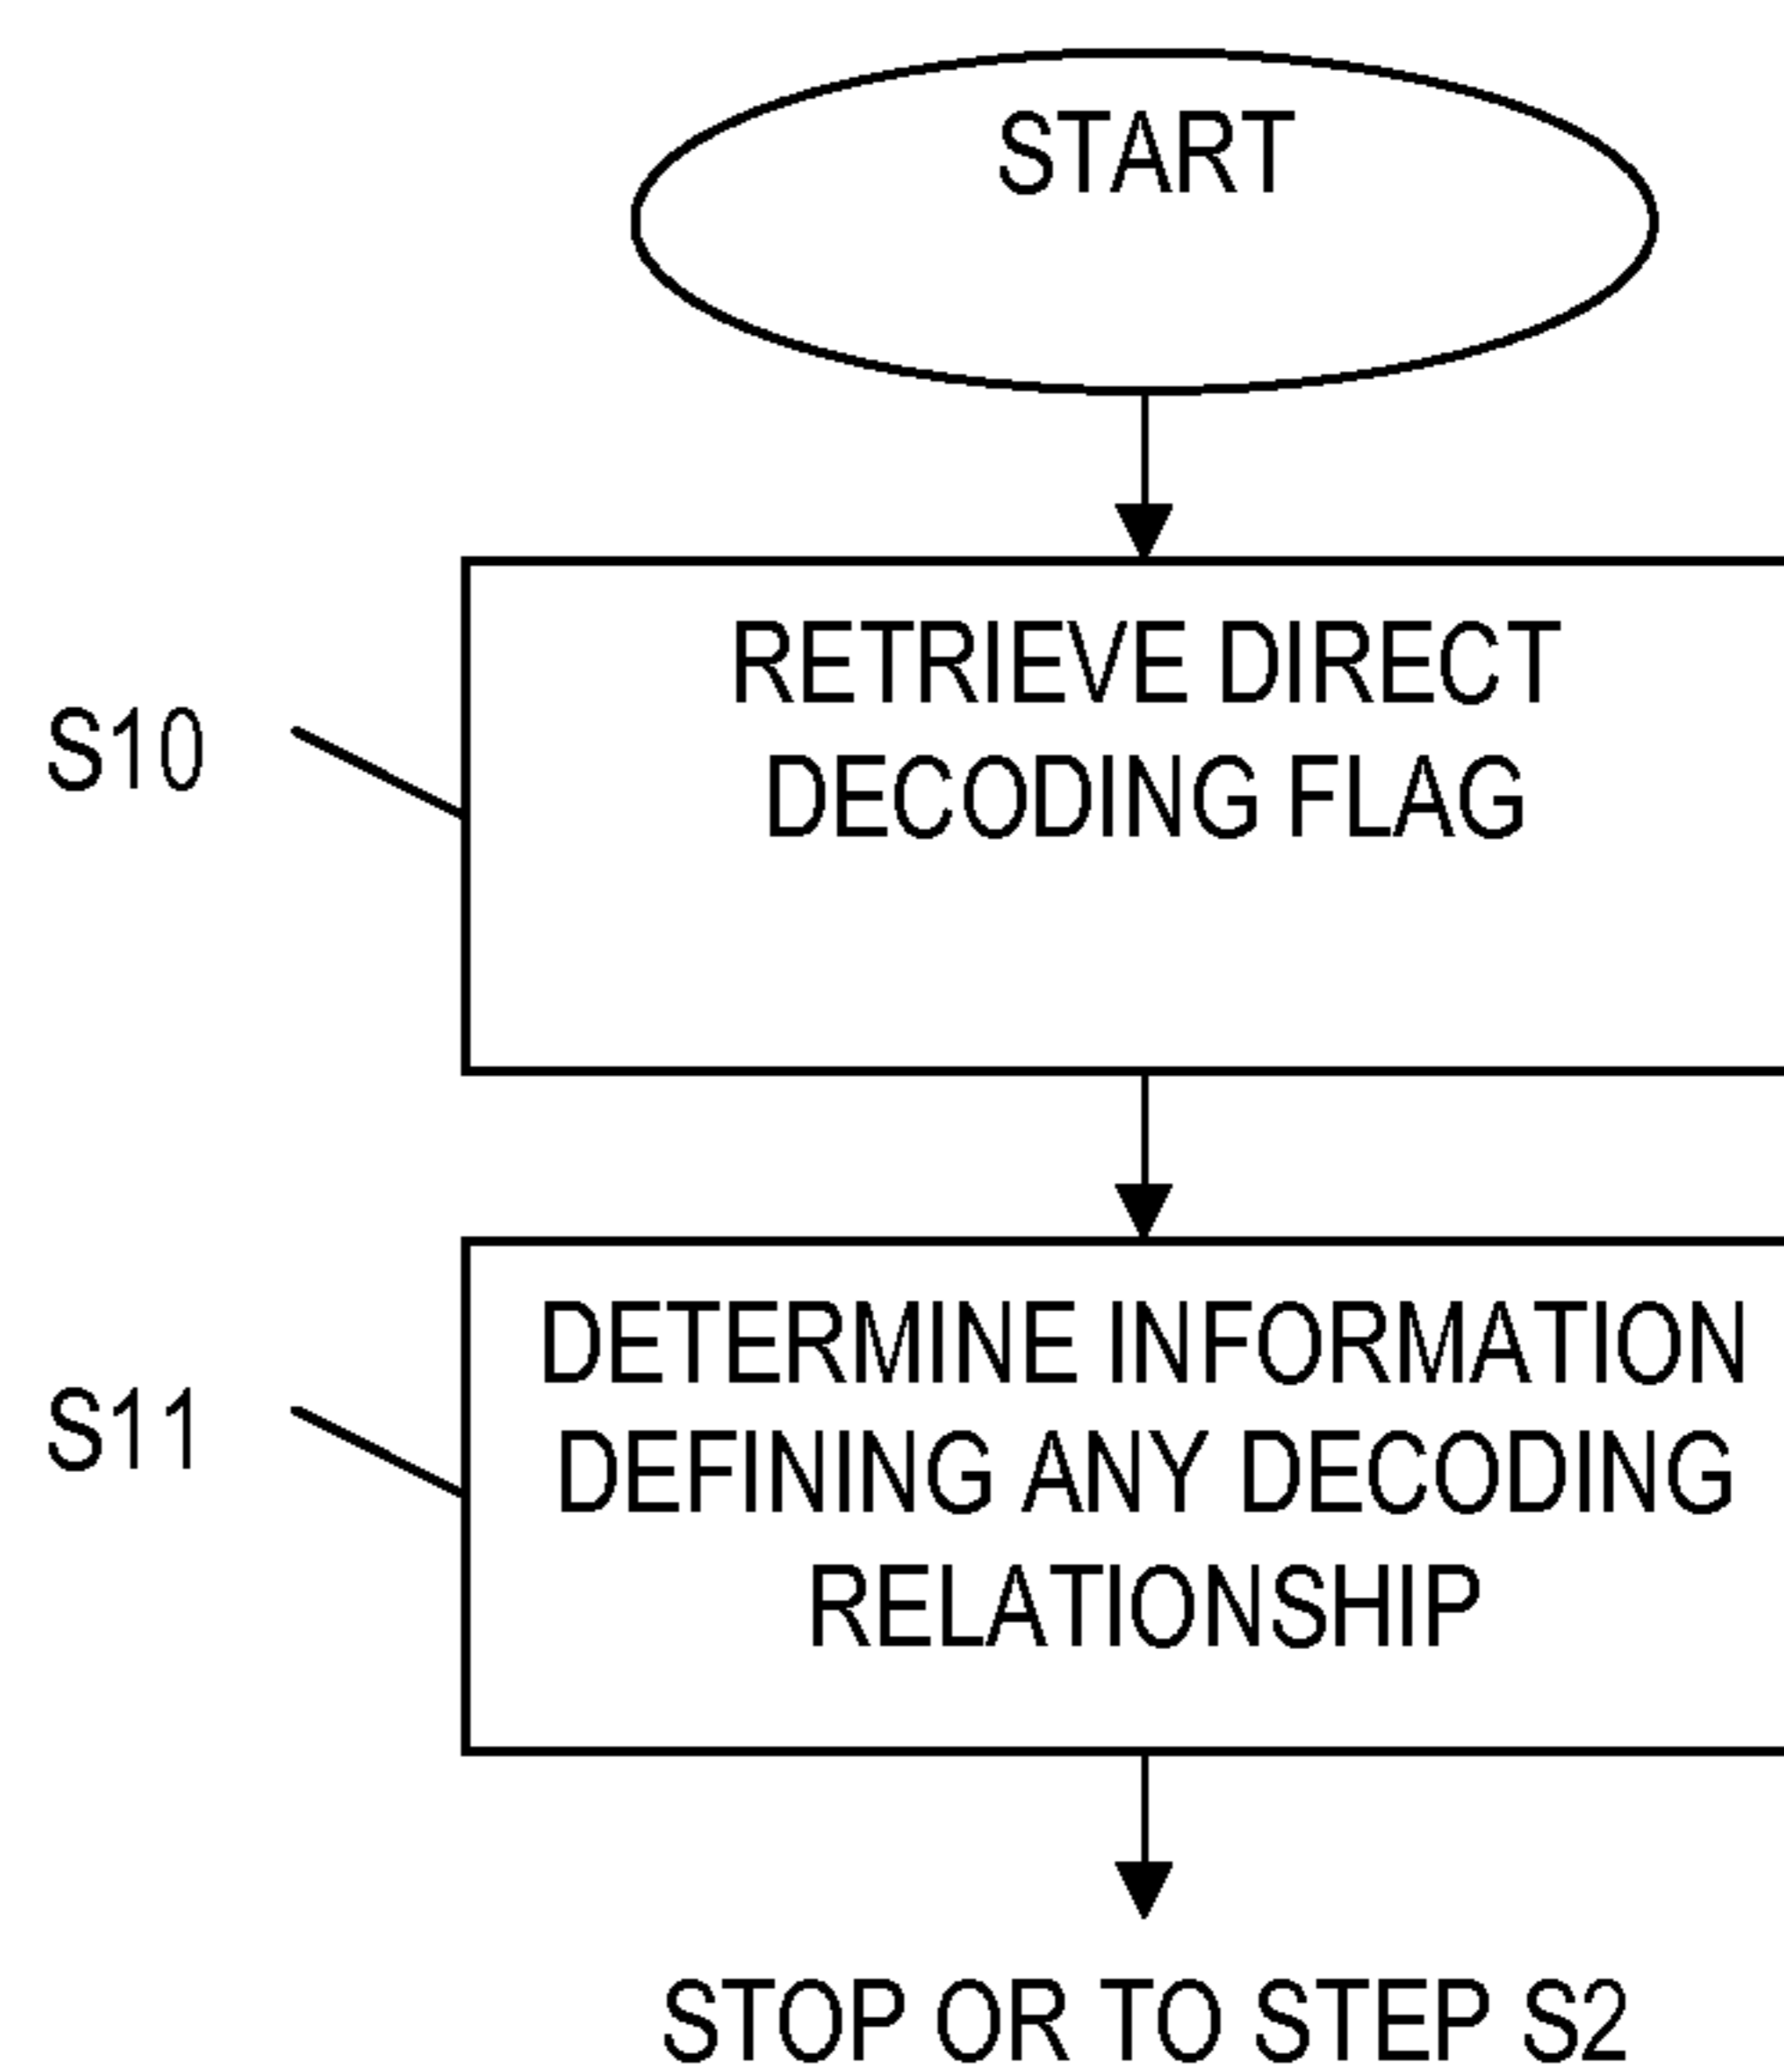 START
RETRIEVE DIRECT
DECODING FLAG
S10
DETERMINE INFORMATION
DEFINING ANY DECODING
RELATIONSHIP
S11
STOP OR TO STEP S2